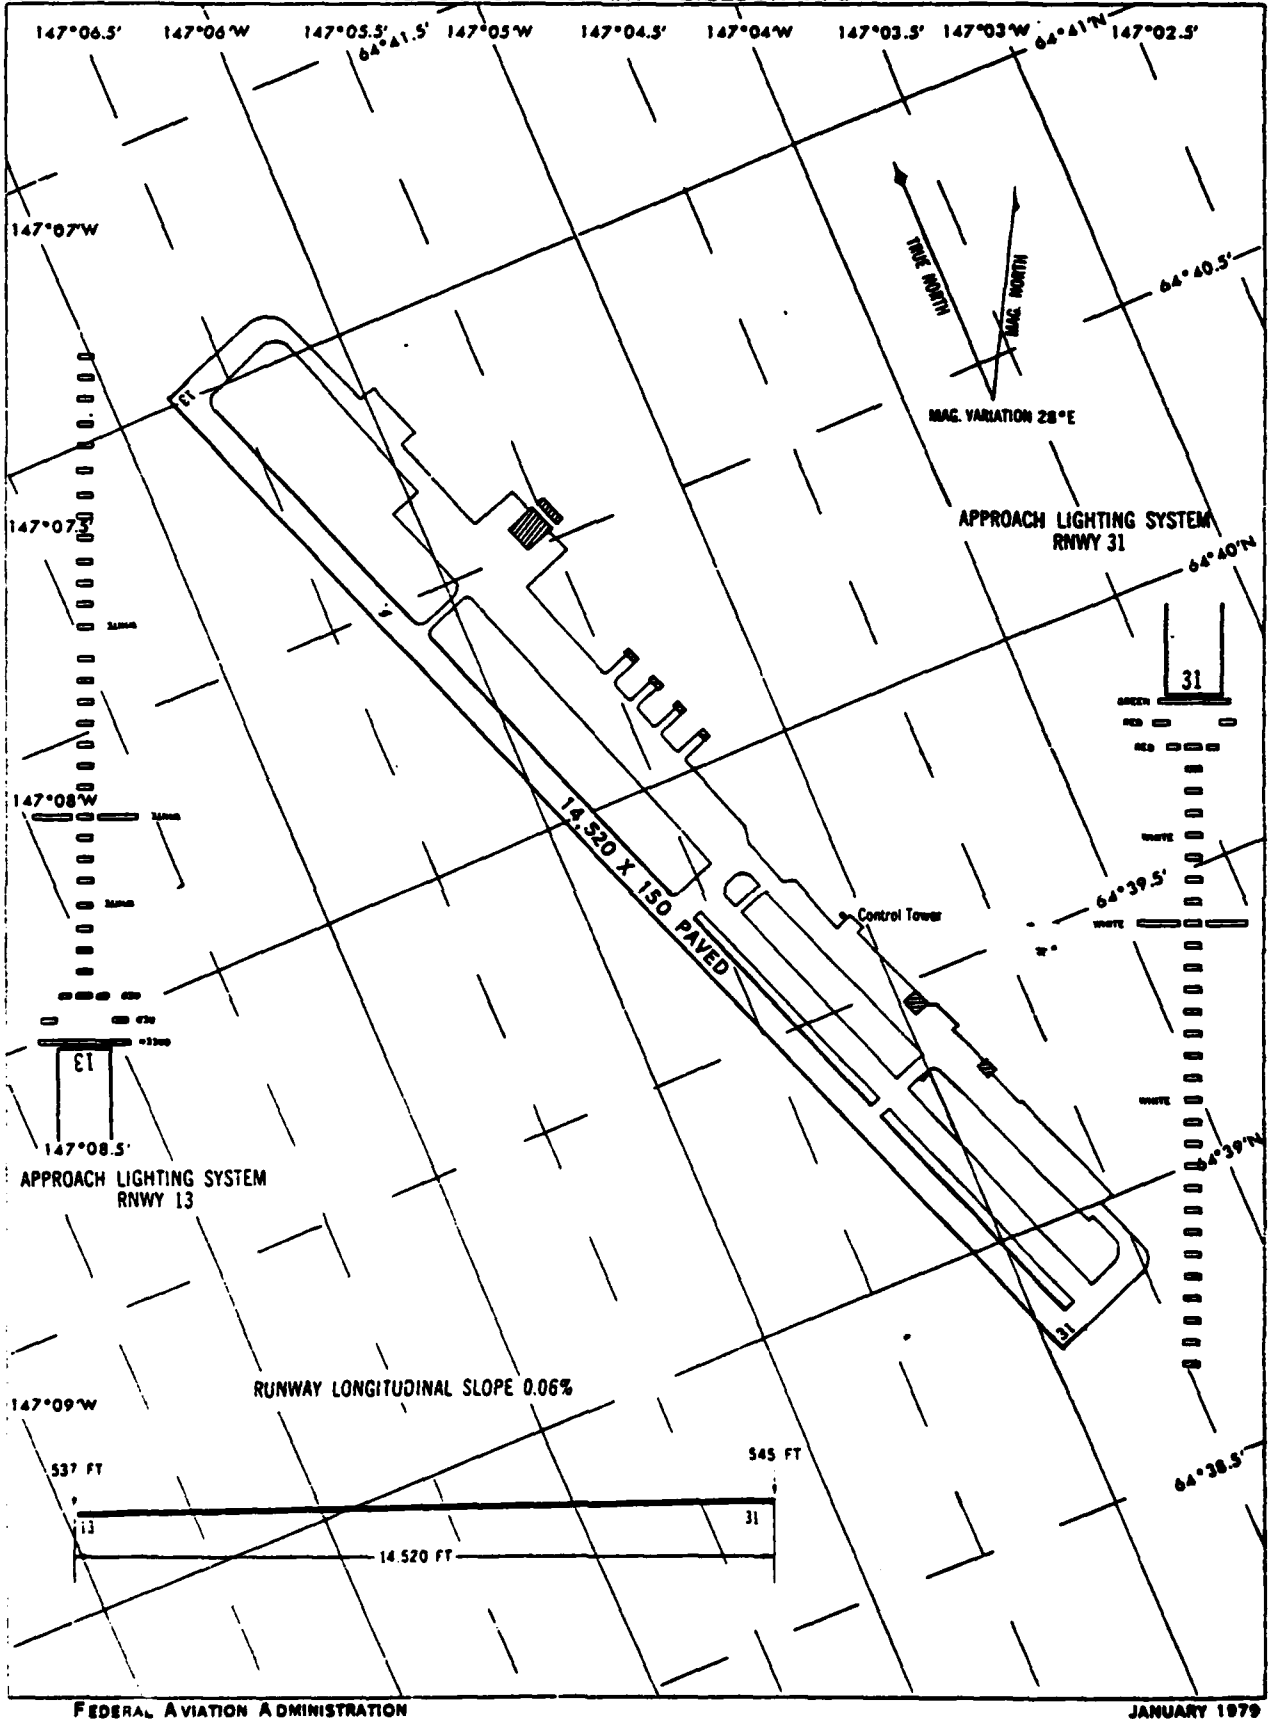 147°06.5'
147°06'W
147°05.5'
64°41.5'
147°05'W
147°04.5'
147°04'W
147°03.5'
147°03'W
64°41'N
147°02.5'
147°07'W
TRUE NORTH
MAG. NORTH
64°40.5'
MAG. VARIATION 28°E
13
147°07.5'
APPROACH LIGHTING SYSTEM
RNWY 31
64°40'N
31
GREEN
RED
RED
147°08'W
14,520 X 150 PAVED
WHITE
64°39.5'
Control Tower
WHITE
RED
RED
GREEN
13
WHITE
147°08.5'
64°39'N
APPROACH LIGHTING SYSTEM
RNWY 13
31
RUNWAY LONGITUDINAL SLOPE 0.06%
147°09'W
537 FT
545 FT
64°38.5'
13
31
14.520 FT
FEDERAL AVIATION ADMINISTRATION
JANUARY 1979